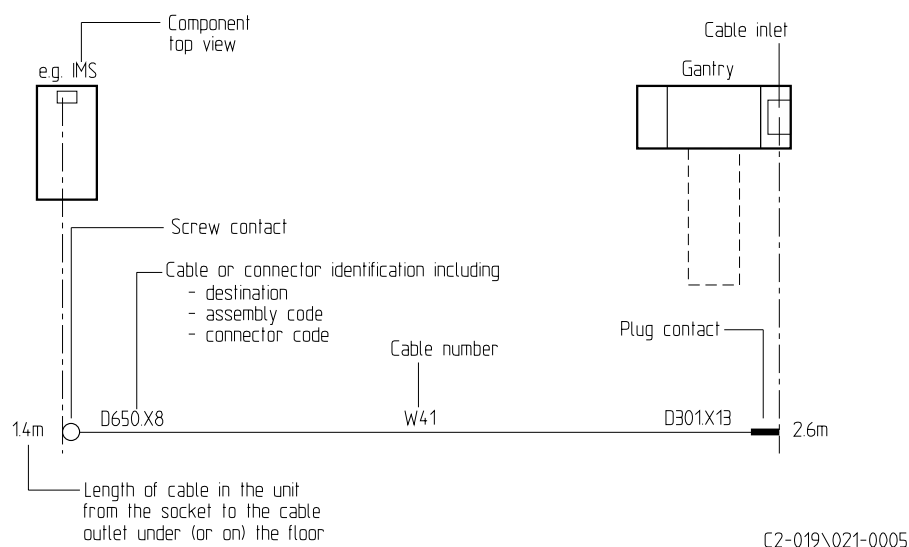 Component
top view
Cable inlet
e.g. IMS
Gantry
Screw contact
Cable or connector identification including
- destination
- assembly code
- connector code
Plug contact
Cable number
D650.X8
W41
D301.X13
1.4m
2.6m
Length of cable in the unit
from the socket to the cable
outlet under (or on) the floor
C2-019\021-0005